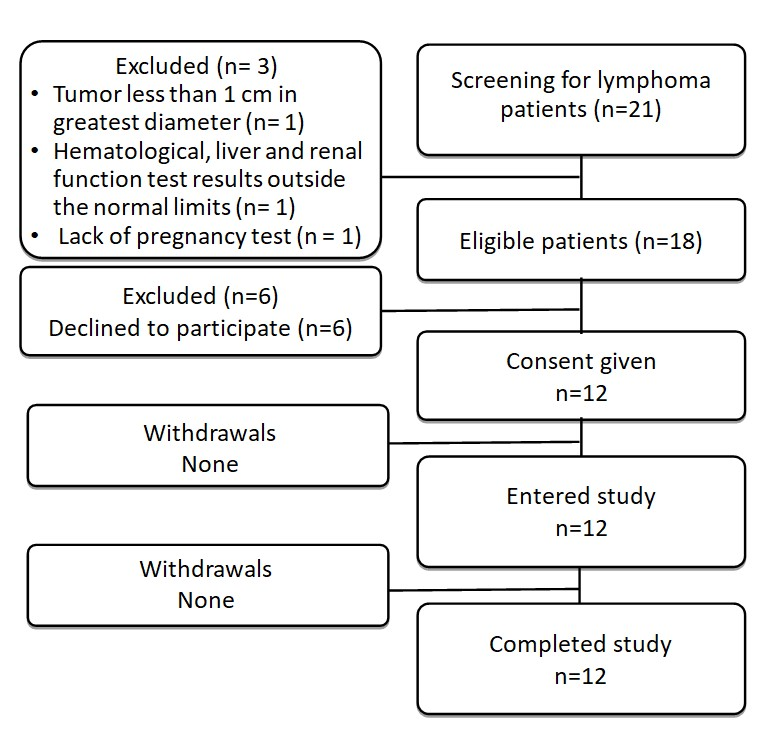 Excluded (n= 3)
• Tumor less than 1 cm in
greatest diameter (n= 1)
• Hematological, liver and renal
function test results outside
the normal limits (n= 1)
• Lack of pregnancy test (n = 1)
Screening for lymphoma
patients (n=21)
Eligible patients (n=18)
Excluded (n=6)
Declined to participate (n=6)
Consent given
n=12
Withdrawals
None
Entered study
n=12
Withdrawals
None
Completed study
n=12